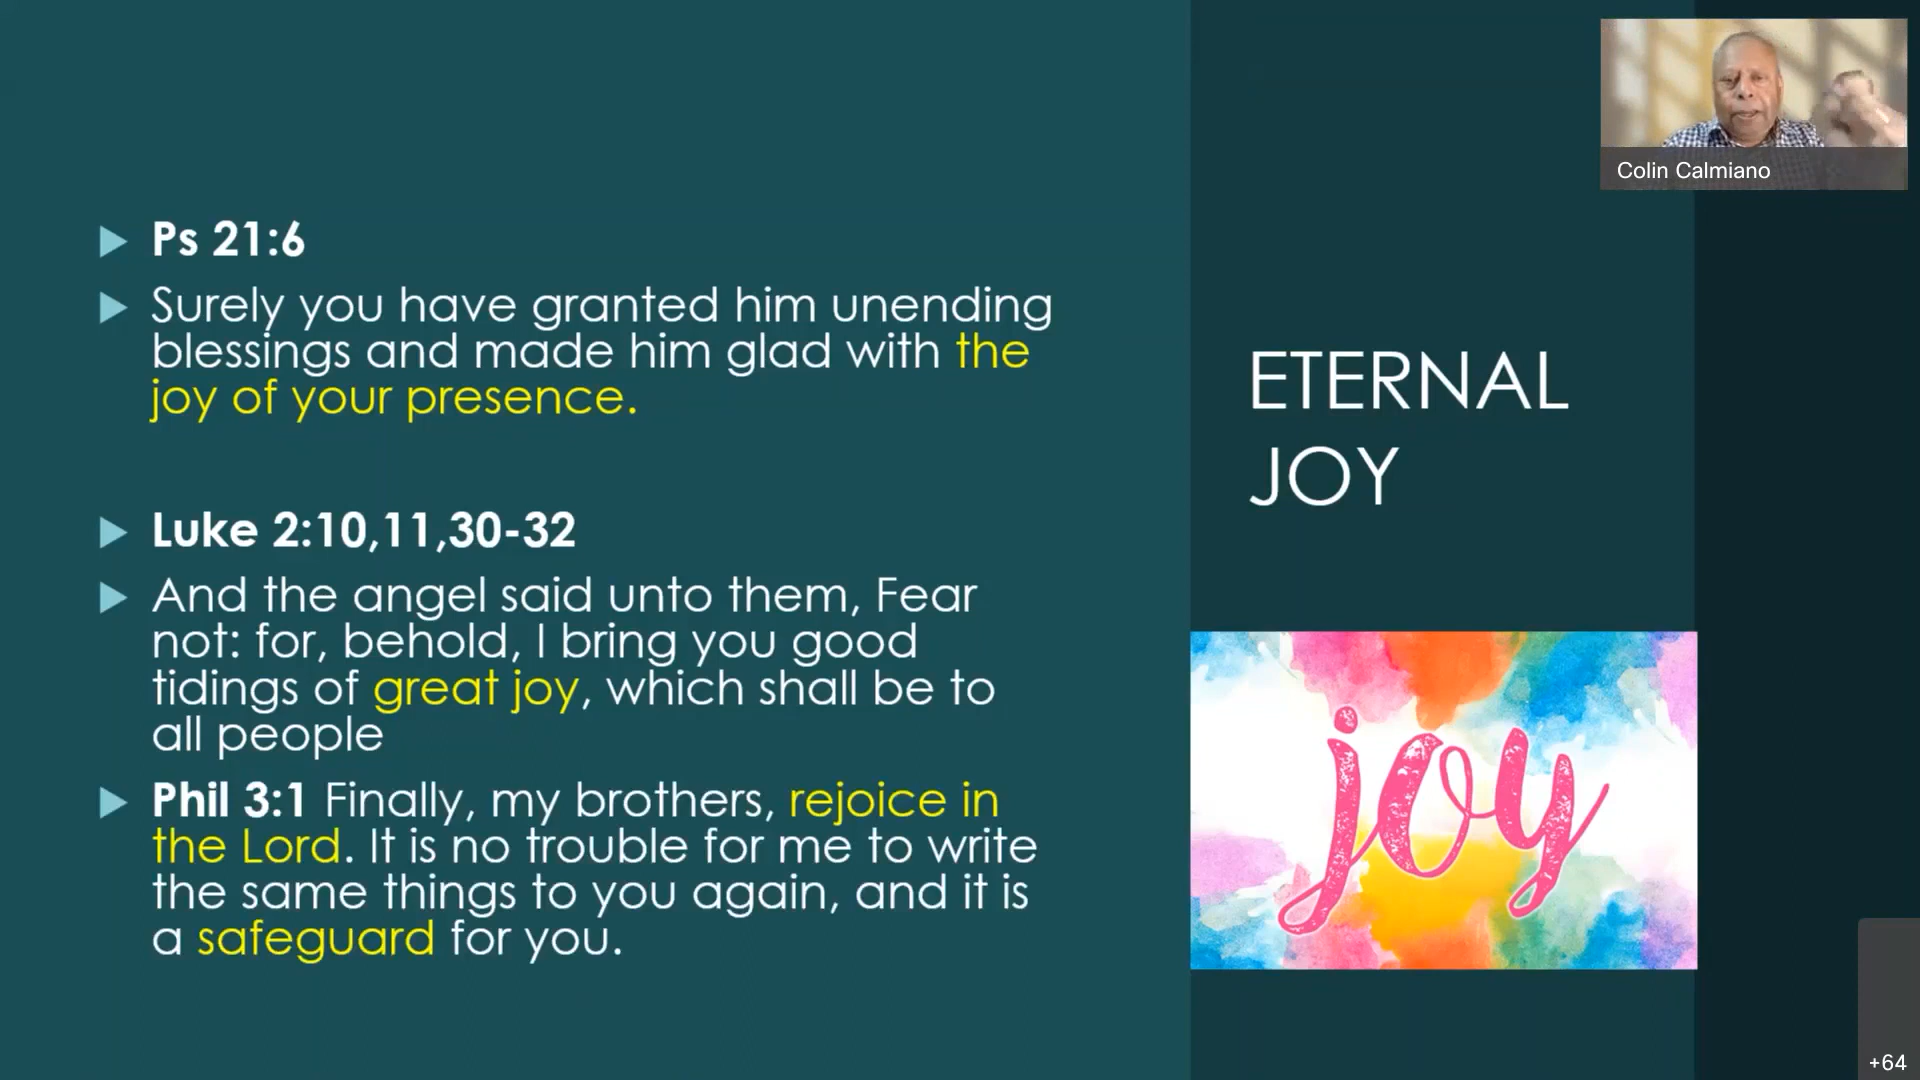 Ps 21:6
Surely you have granted him unending
blessings and made him glad with the
joy of your presence.
Luke 2:10,11,30-32
And the angel said unto them, Fear
not: for, behold, I bring you good
tidings of great joy, which shall be to
all people
Phil 3:1 Finally, my brothers, rejoice in
the Lord. It is no trouble for me to write
the same things to you again, and it is
a safeguard for you.
ETERNAL
JOY
joy
Colin Calmiano
+64